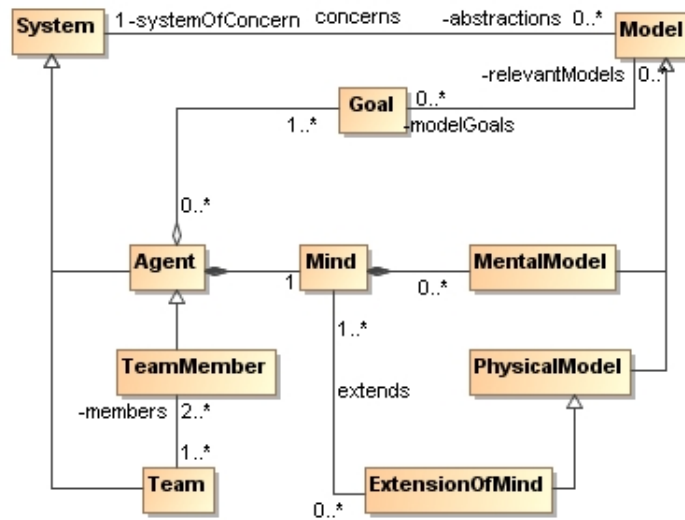 System
1
-systemOfConcern
concerns
-abstractions
0..*
Model
-relevantModels
0..*
Goal
0..*
1..*
-modelGoals
0..*
Agent
Mind
MentalModel
1
0..*
1..*
TeamMember
PhysicalModel
extends
-members
2..*
1..*
Team
ExtensionOfMind
0..*